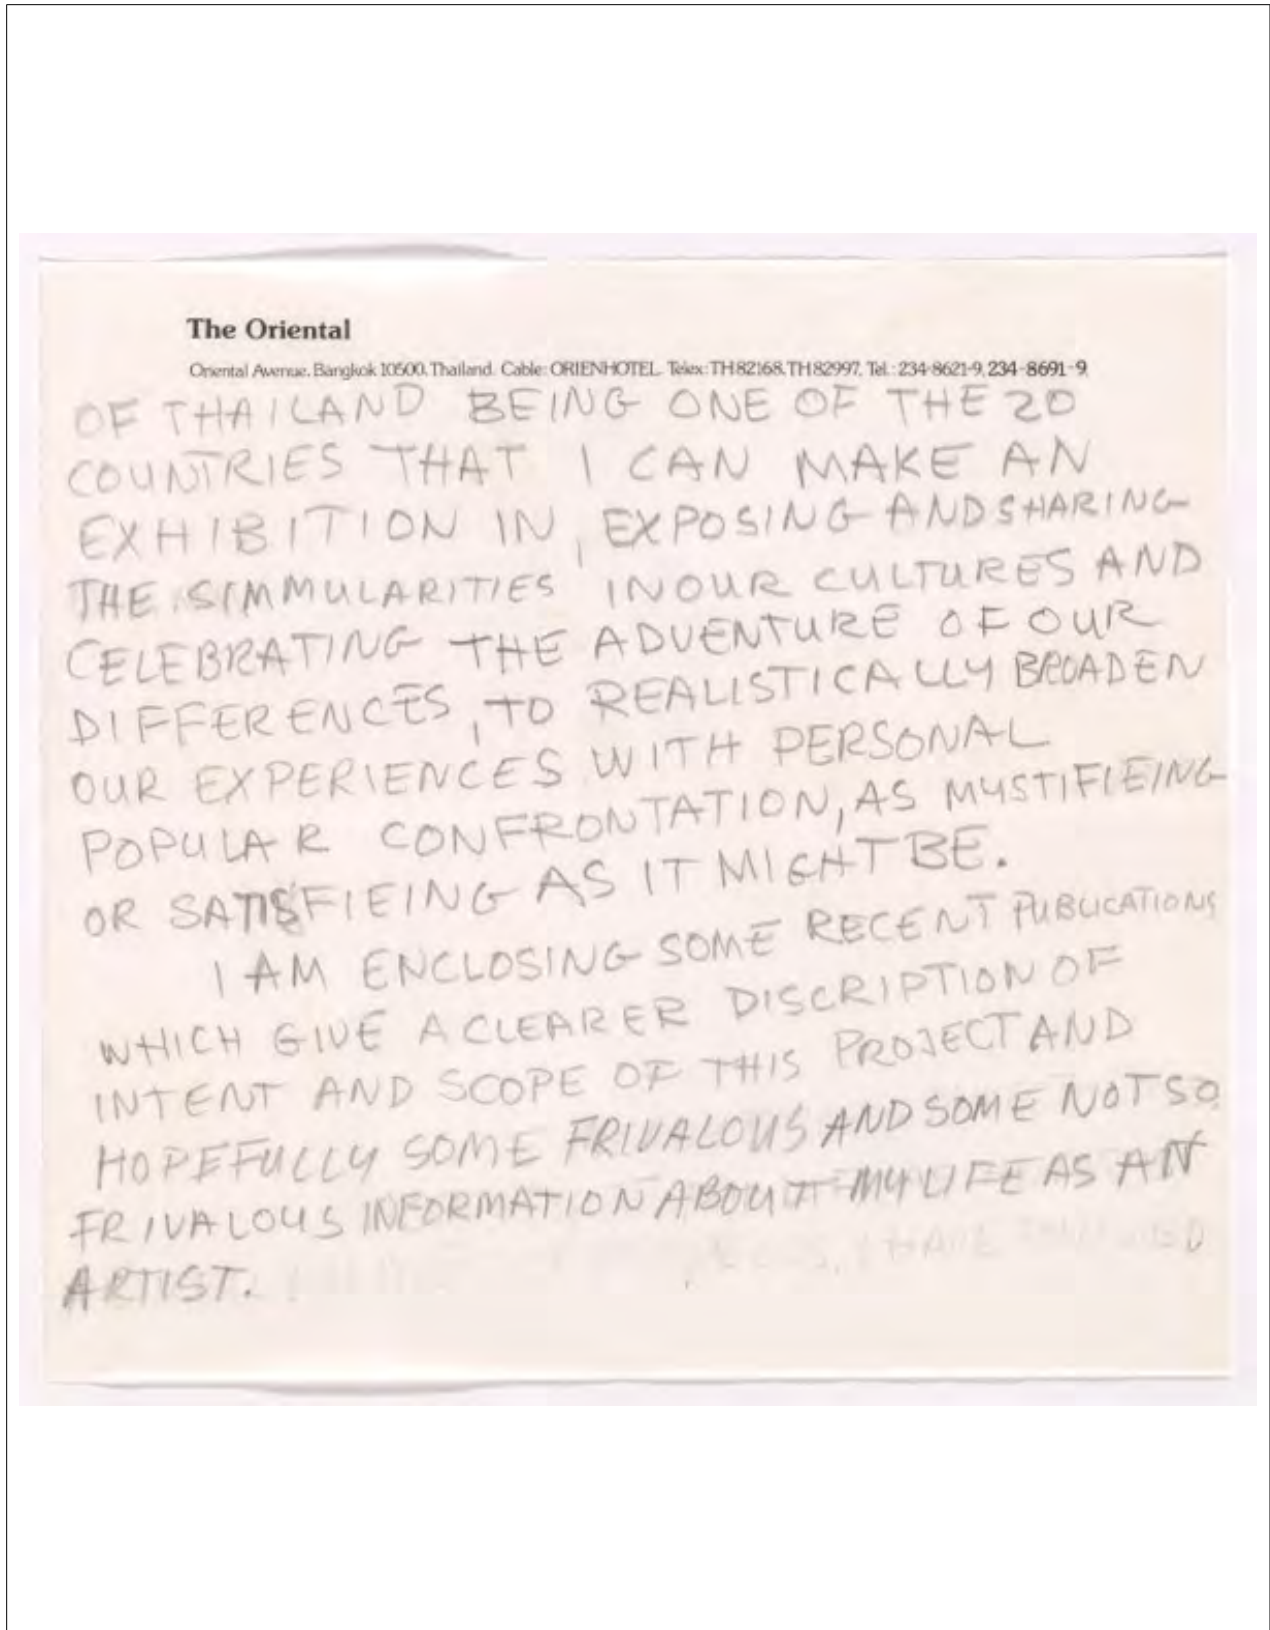 The Oriental
Oriental Avenue, Bangkok 10500, Thailand. Cable: ORIENHOTEL. Telex: TH 82168, TH 82997, Tel.: 234-8621-9, 234-8691-9,
OF THAILAND BEING ONE OF THE 20
COUNTRIES THAT I CAN MAKE AN
EXHIBITION IN, EXPOSING AND SHARING
THE SIMMULARITIES IN OUR CULTURES AND
CELEBRATING THE ADVENTURE OF OUR
DIFFERENCES, TO REALISTICALLY BROADEN
OUR EXPERIENCES WITH PERSONAL
POPULAR CONFRONTATION, AS MYSTIFIEING
OR SATISFIEING AS IT MIGHT BE.
I AM ENCLOSING SOME RECENT PUBLICATIONS
WHICH GIVE A CLEARER DISCRIPTION OF
INTENT AND SCOPE OF THIS PROJECT AND
HOPEFULLY SOME FRIVALOUS AND SOME NOT SO
FRIVALOUS INFORMATION ABOUT MY LIFE AS AN
ARTIST. I HAVE